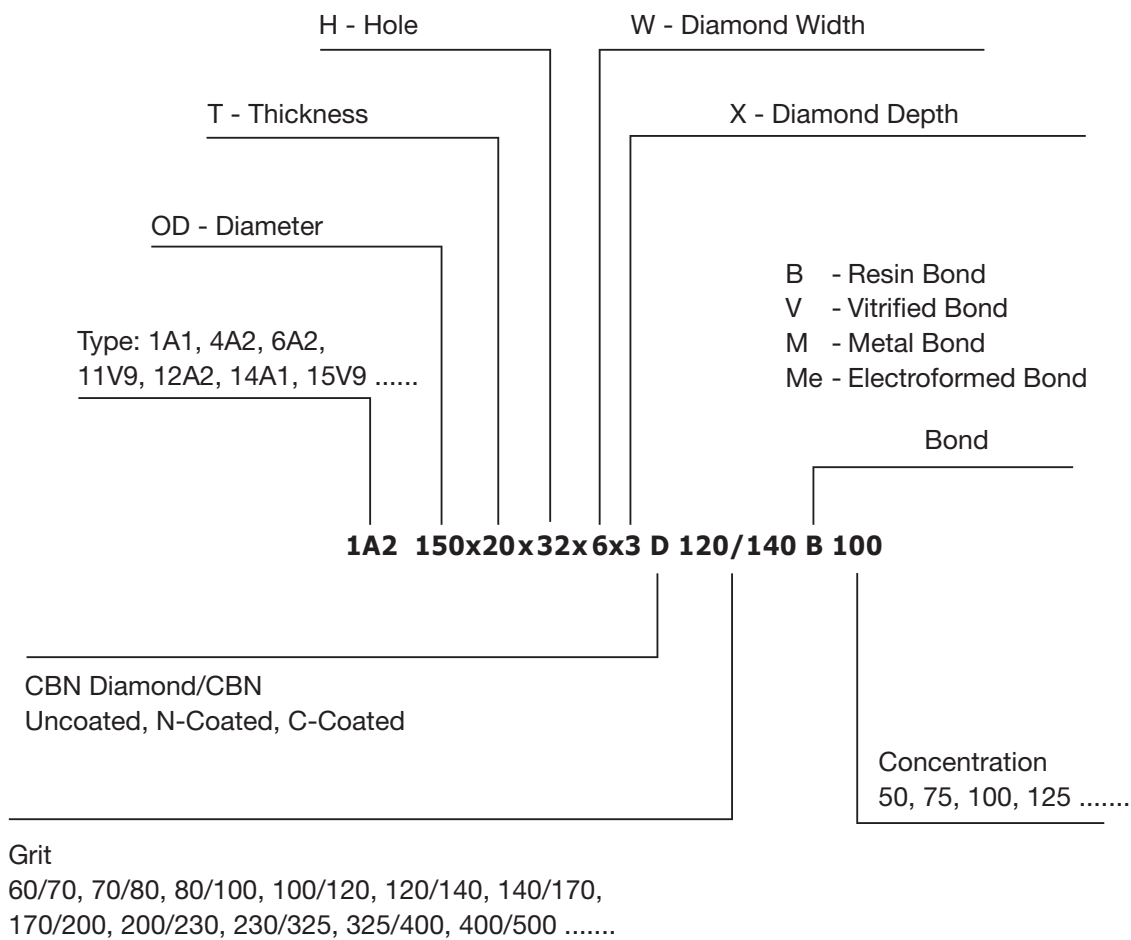 H - Hole
W - Diamond Width
T - Thickness
X - Diamond Depth
OD - Diameter
B - Resin Bond
V - Vitrified Bond
M - Metal Bond
Me - Electroformed Bond
Type: 1A1, 4A2, 6A2,
11V9, 12A2, 14A1, 15V9 ......
Bond
1A2 150x20x32x6x3 D 120/140 B 100
CBN Diamond/CBN
Uncoated, N-Coated, C-Coated
Concentration
50, 75, 100, 125 .......
Grit
60/70, 70/80, 80/100, 100/120, 120/140, 140/170,
170/200, 200/230, 230/325, 325/400, 400/500 .......